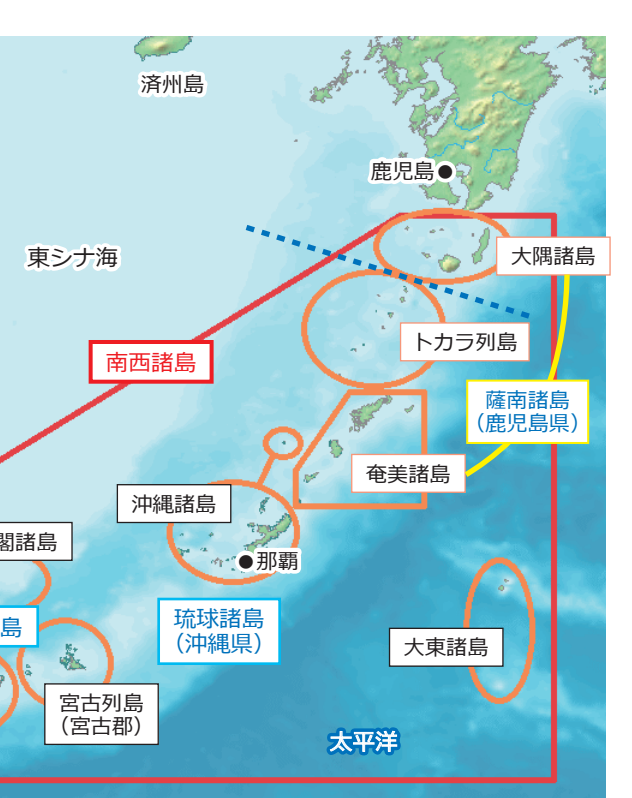 済州島
鹿児島
東シナ海
大隅諸島
トカラ列島
南西諸島
薩南諸島
（鹿児島県）
奄美諸島
沖縄諸島
閣諸島
那覇
島
琉球諸島
（沖縄県）
大東諸島
宮古列島
（宮古郡）
太平洋